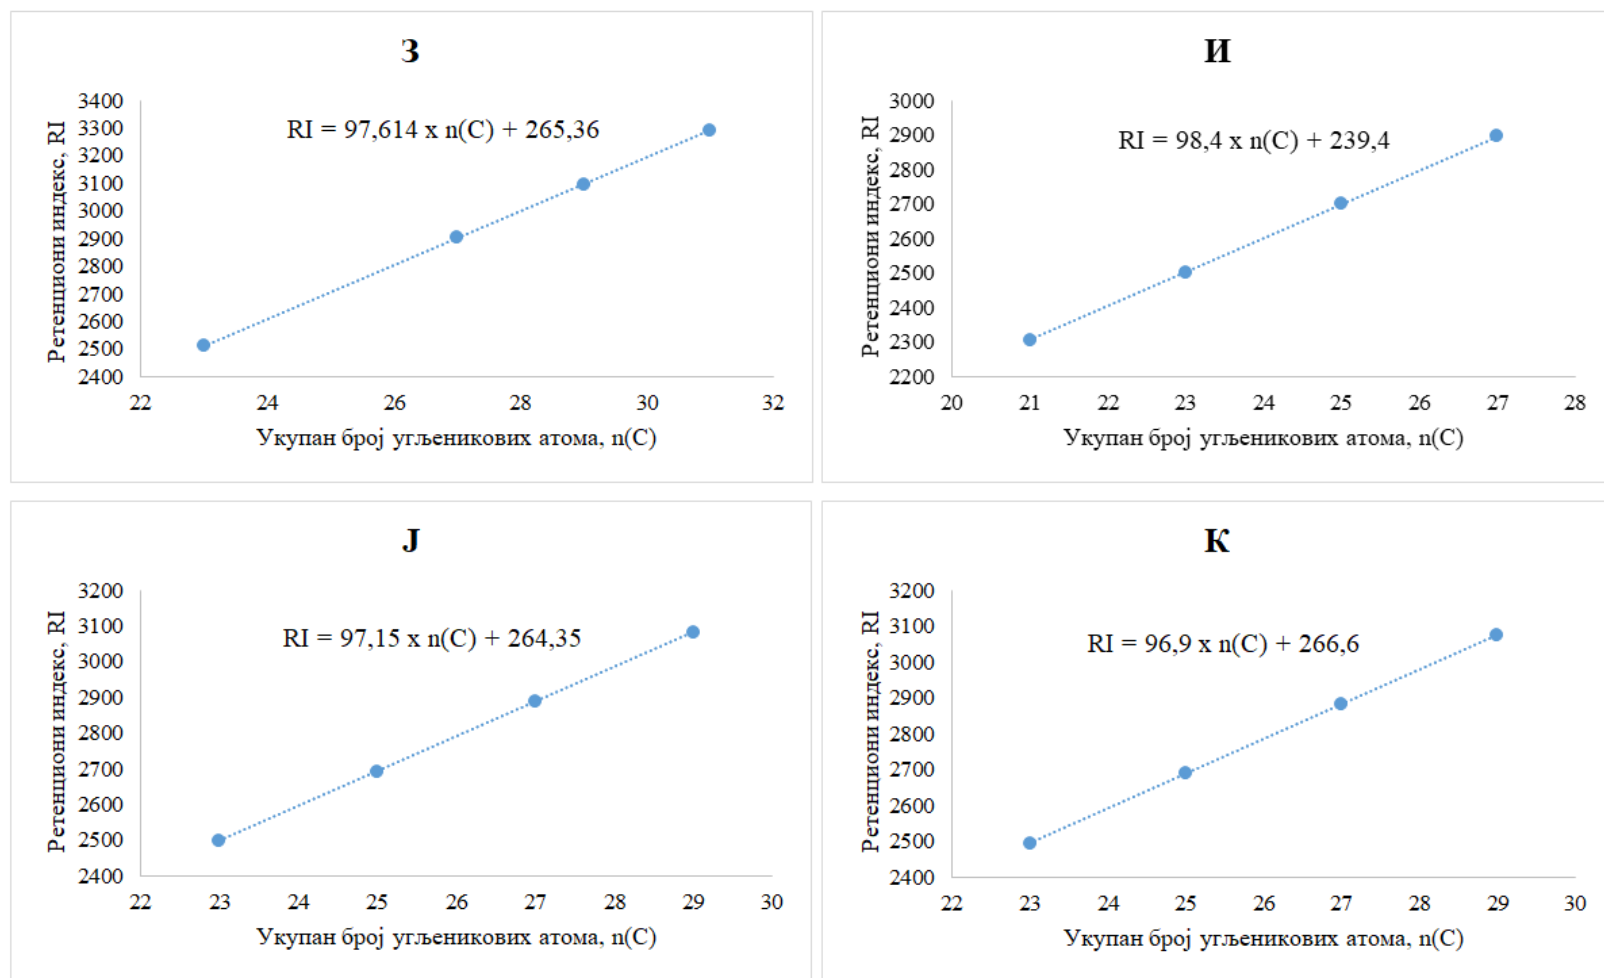 З
RI = 97,614 x n(C) + 265,36
Ретенциони индекс, RI
3400
3300
3200
3100
3000
2900
2800
2700
2600
2500
2400
22 24 26 28 30 32
Укупан број угљеникових атома, n(C)
И
RI = 98,4 x n(C) + 239,4
Ретенциони индекс, RI
3000
2900
2800
2700
2600
2500
2400
2300
2200
20 21 22 23 24 25 26 27 28
Укупан број угљеникових атома, n(C)
Ј
RI = 97,15 x n(C) + 264,35
Ретенциони индекс, RI
3200
3100
3000
2900
2800
2700
2600
2500
2400
22 23 24 25 26 27 28 29 30
Укупан број угљеникових атома, n(C)
К
RI = 96,9 x n(C) + 266,6
Ретенциони индекс, RI
3200
3100
3000
2900
2800
2700
2600
2500
2400
22 23 24 25 26 27 28 29 30
Укупан број угљеникових атома, n(C)